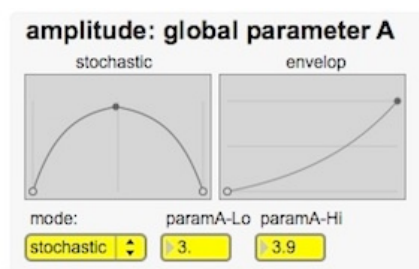 amplitude: global parameter A
stochastic envelop
mode: paramA-Lo paramA-Hi
stochastic 3. 3.9